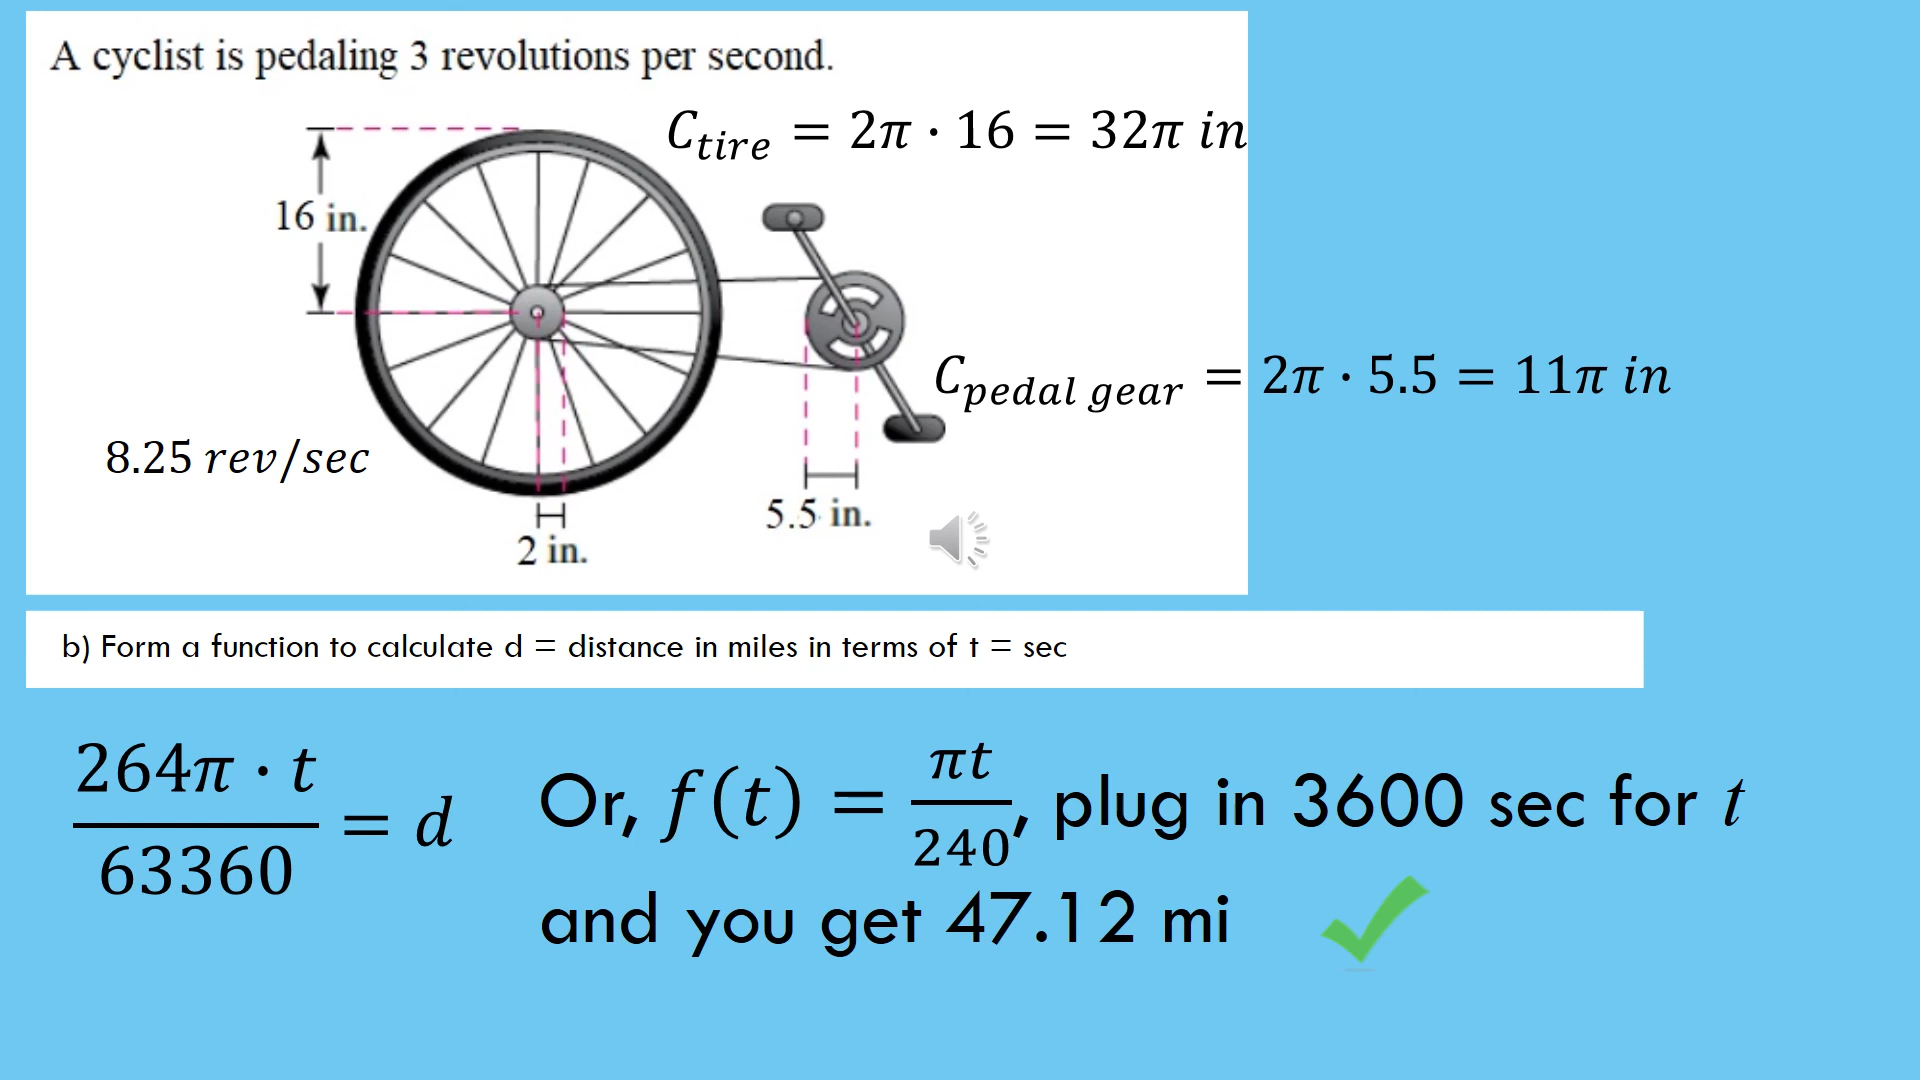 A cyclist is pedaling 3 revolutions per second.
C_tire = 2π · 16 = 32π in
16 in.
C_pedal gear = 2π · 5.5 = 11π in
8.25 rev/sec
5.5 in.
2 in.
b) Form a function to calculate d = distance in miles in terms of t = sec
264π · t / 63360 = d
Or, f(t) = πt/240, plug in 3600 sec for t
and you get 47.12 mi